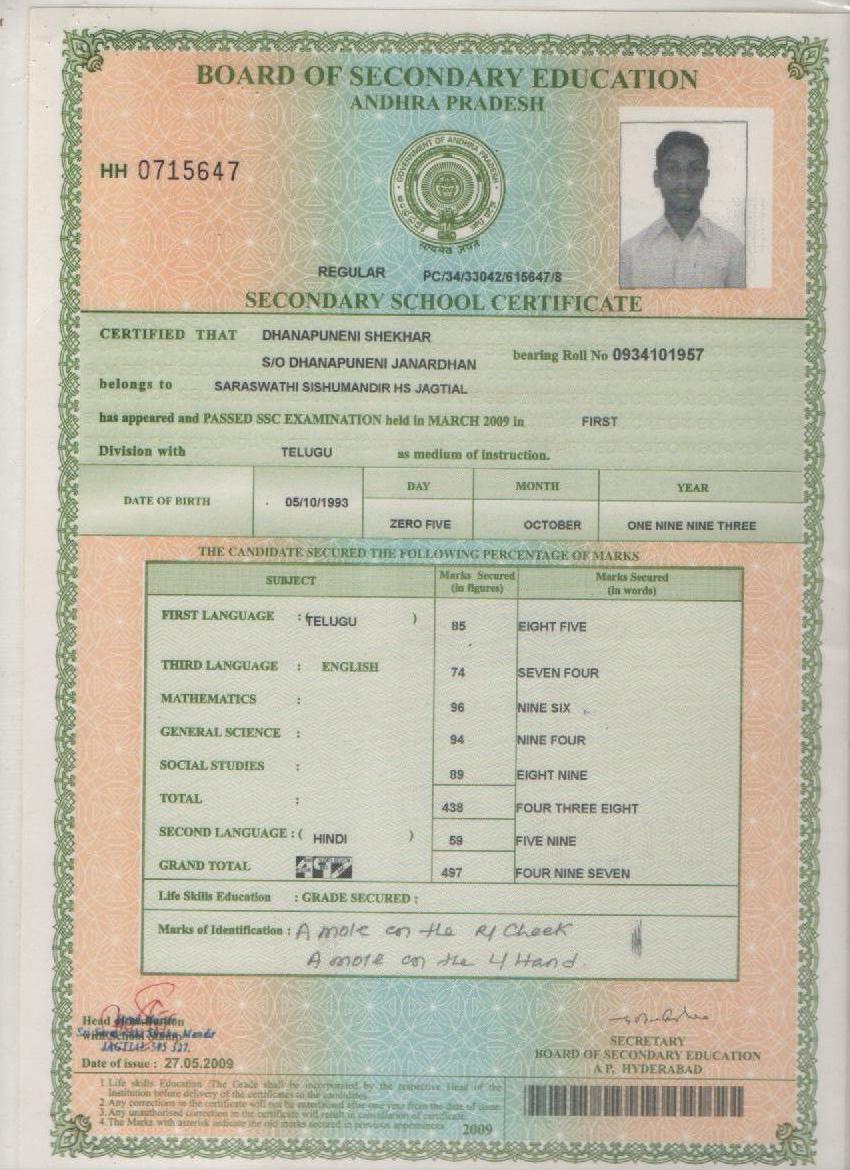 BOARD OF SECONDARY EDUCATION
ANDHRA PRADESH
HH 0715647
GOVERNMENT OF ANDHRA PRADESH
REGULAR PC/34/33042/615647/8
SECONDARY SCHOOL CERTIFICATE
CERTIFIED THAT DHANAPUNENI SHEKHAR
S/O DHANAPUNENI JANARDHAN bearing Roll No 0934101957
belongs to SARASWATHI SISHUMANDIR HS JAGTIAL
has appeared and PASSED SSC EXAMINATION held in MARCH 2009 in FIRST
Division with TELUGU as medium of instruction.
DATE OF BIRTH 05/10/1993 DAY MONTH YEAR
ZERO FIVE OCTOBER ONE NINE NINE THREE
THE CANDIDATE SECURED THE FOLLOWING PERCENTAGE OF MARKS
SUBJECT Marks Secured (in figures) Marks Secured (in words)
FIRST LANGUAGE : (TELUGU ) 85 EIGHT FIVE
THIRD LANGUAGE : ENGLISH 74 SEVEN FOUR
MATHEMATICS : 96 NINE SIX
GENERAL SCIENCE : 94 NINE FOUR
SOCIAL STUDIES : 89 EIGHT NINE
TOTAL : 438 FOUR THREE EIGHT
SECOND LANGUAGE : ( HINDI ) 59 FIVE NINE
GRAND TOTAL 497 497 FOUR NINE SEVEN
Life Skills Education : GRADE SECURED :
Marks of Identification : A mole on the Rt Cheek
A mole on the Lt Hand.
Head
JAGTIAL-505 327.
Date of issue : 27.05.2009
SECRETARY
BOARD OF SECONDARY EDUCATION
A P, HYDERABAD
1. Life skills Education :The Grade shall be incorporated by the respective Head of the
Institution before delivery of the certificates to the candidates.
2. Any corrections in the certificate will not be entertained after one year from the date of issue
3. Any unauthorised correction in the certificate will result in cancellation of certificate.
4. The Marks with asterisk indicate the old marks secured in previous appearances
2009